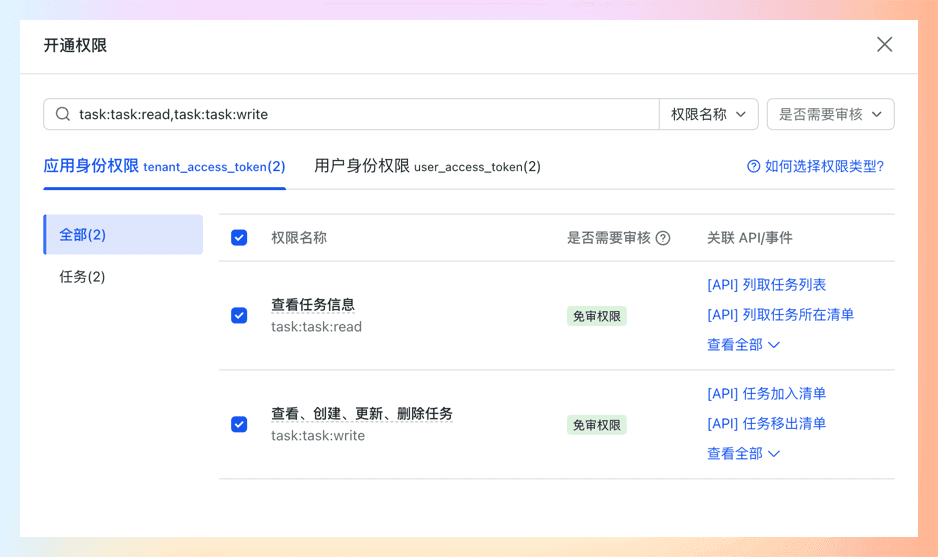 开通权限
task:task:read,task:task:write 权限名称 是否需要审核
应用身份权限 tenant_access_token(2) 用户身份权限 user_access_token(2) 如何选择权限类型?
全部(2)
任务(2)
权限名称 是否需要审核 关联 API/事件
查看任务信息
task:task:read
免审权限
[API] 列取任务列表
[API] 列取任务所在清单
查看全部
查看、创建、更新、删除任务
task:task:write
免审权限
[API] 任务加入清单
[API] 任务移出清单
查看全部